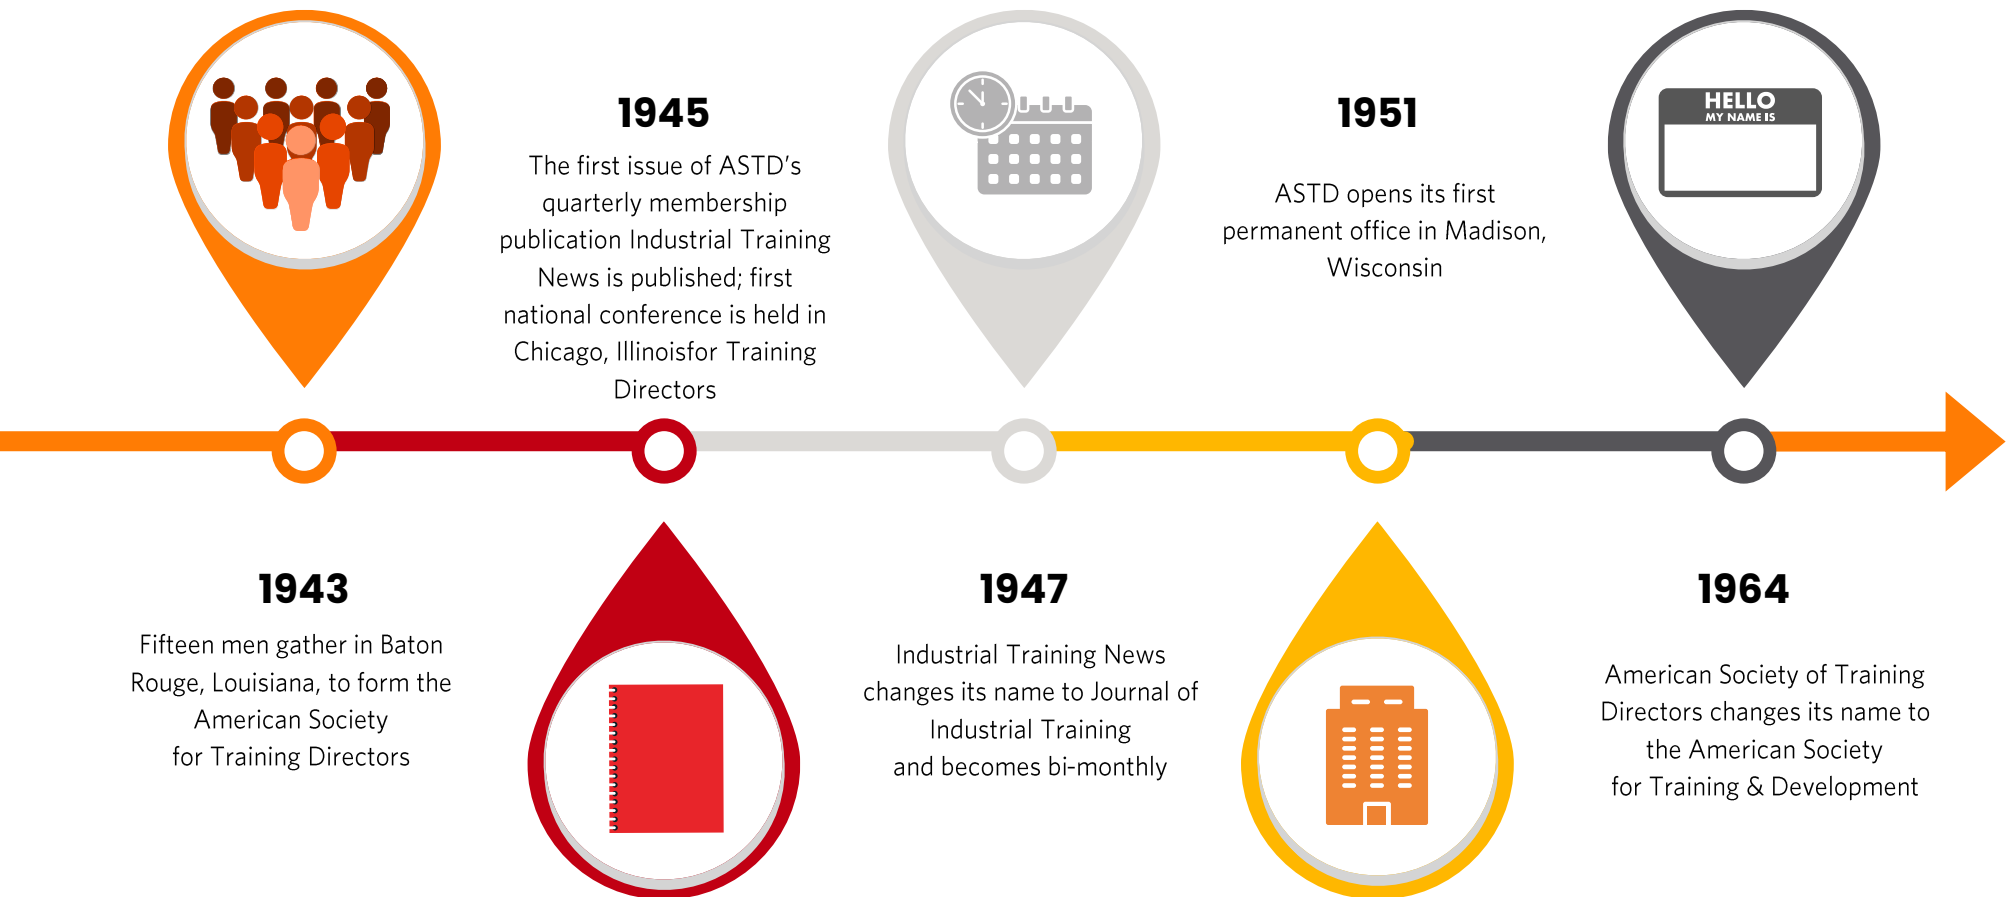 1943
Fifteen men gather in Baton
Rouge, Louisiana, to form the
American Society
for Training Directors
1945
The first issue of ASTD’s
quarterly membership
publication Industrial Training
News is published; first
national conference is held in
Chicago, Illinoisfor Training
Directors
1947
Industrial Training News
changes its name to Journal of
Industrial Training
and becomes bi-monthly
1951
ASTD opens its first
permanent office in Madison,
Wisconsin
HELLO
MY NAME IS
1964
American Society of Training
Directors changes its name to
the American Society
for Training & Development